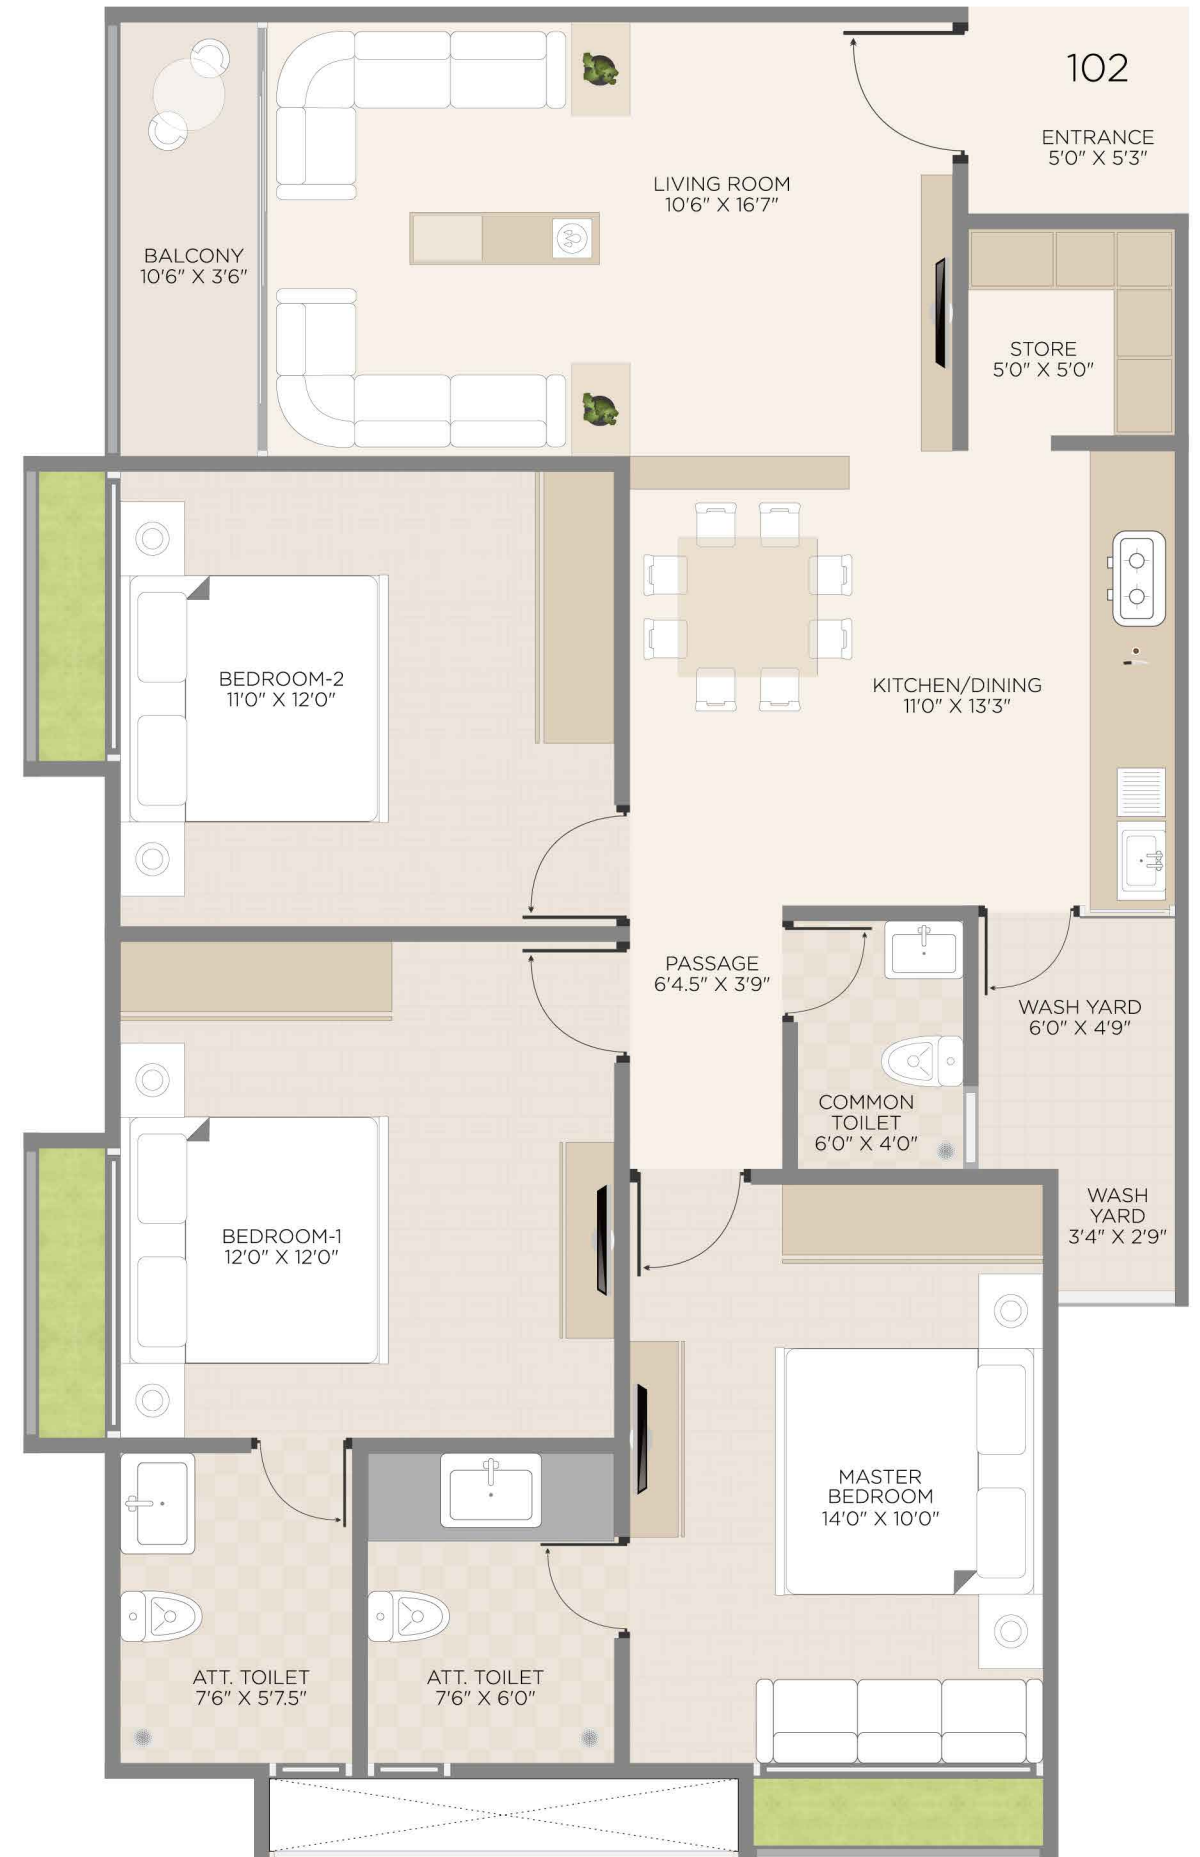 102
ENTRANCE
5'0" X 5'3"
LIVING ROOM
10'6" X 16'7"
BALCONY
10'6" X 3'6"
STORE
5'0" X 5'0"
BEDROOM-2
11'0" X 12'0"
KITCHEN/DINING
11'0" X 13'3"
PASSAGE
6'4.5" X 3'9"
WASH YARD
6'0" X 4'9"
COMMON
TOILET
6'0" X 4'0"
WASH
YARD
3'4" X 2'9"
BEDROOM-1
12'0" X 12'0"
MASTER
BEDROOM
14'0" X 10'0"
ATT. TOILET
7'6" X 5'7.5"
ATT. TOILET
7'6" X 6'0"